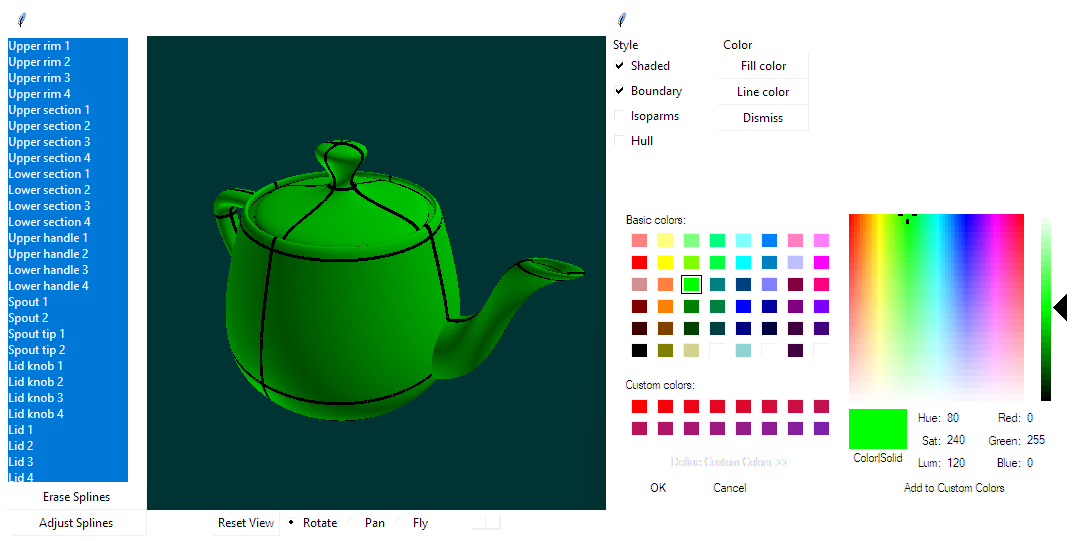 Upper rim 1
Upper rim 2
Upper rim 3
Upper rim 4
Upper section 1
Upper section 2
Upper section 3
Upper section 4
Lower section 1
Lower section 2
Lower section 3
Lower section 4
Upper handle 1
Upper handle 2
Lower handle 3
Lower handle 4
Spout 1
Spout 2
Spout tip 1
Spout tip 2
Lid knob 1
Lid knob 2
Lid knob 3
Lid knob 4
Lid 1
Lid 2
Lid 3
Lid 4
Erase Splines
Adjust Splines
Reset View
Rotate
Pan
Fly
Style
Shaded
Boundary
Isoparms
Hull
Color
Fill color
Line color
Dismiss
Basic colors:
Custom colors:
Define Custom Colors >>
OK
Cancel
Color|Solid
Hue: 80
Sat: 240
Lum: 120
Red: 0
Green: 255
Blue: 0
Add to Custom Colors